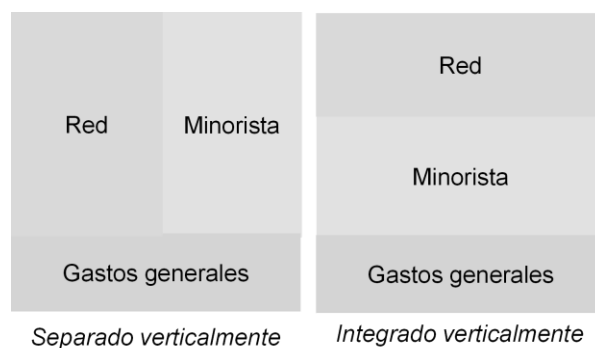 Red
Minorista
Gastos generales
Separado verticalmente
Red
Minorista
Gastos generales
Integrado verticalmente